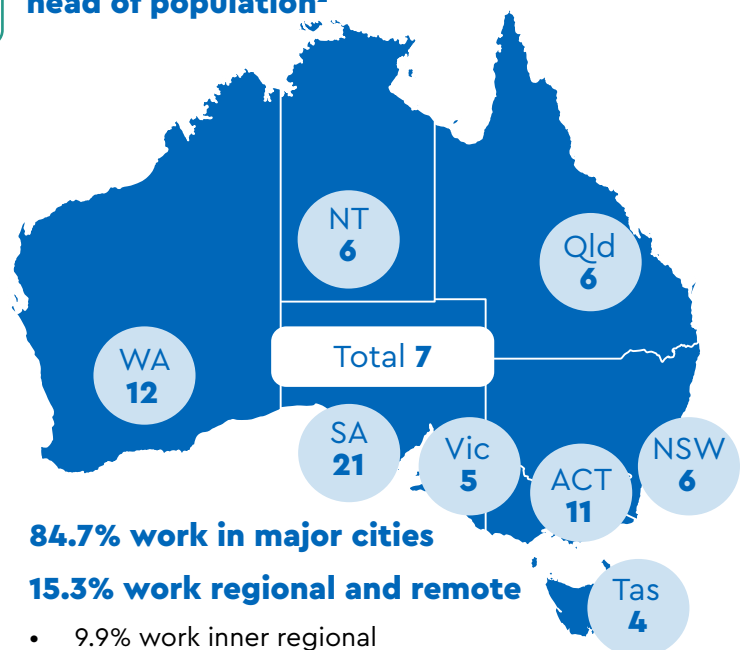 head of population²
NT
6
Qld
6
WA
12
Total 7
SA
21
Vic
5
ACT
11
NSW
6
84.7% work in major cities
15.3% work regional and remote
Tas
4
• 9.9% work inner regional